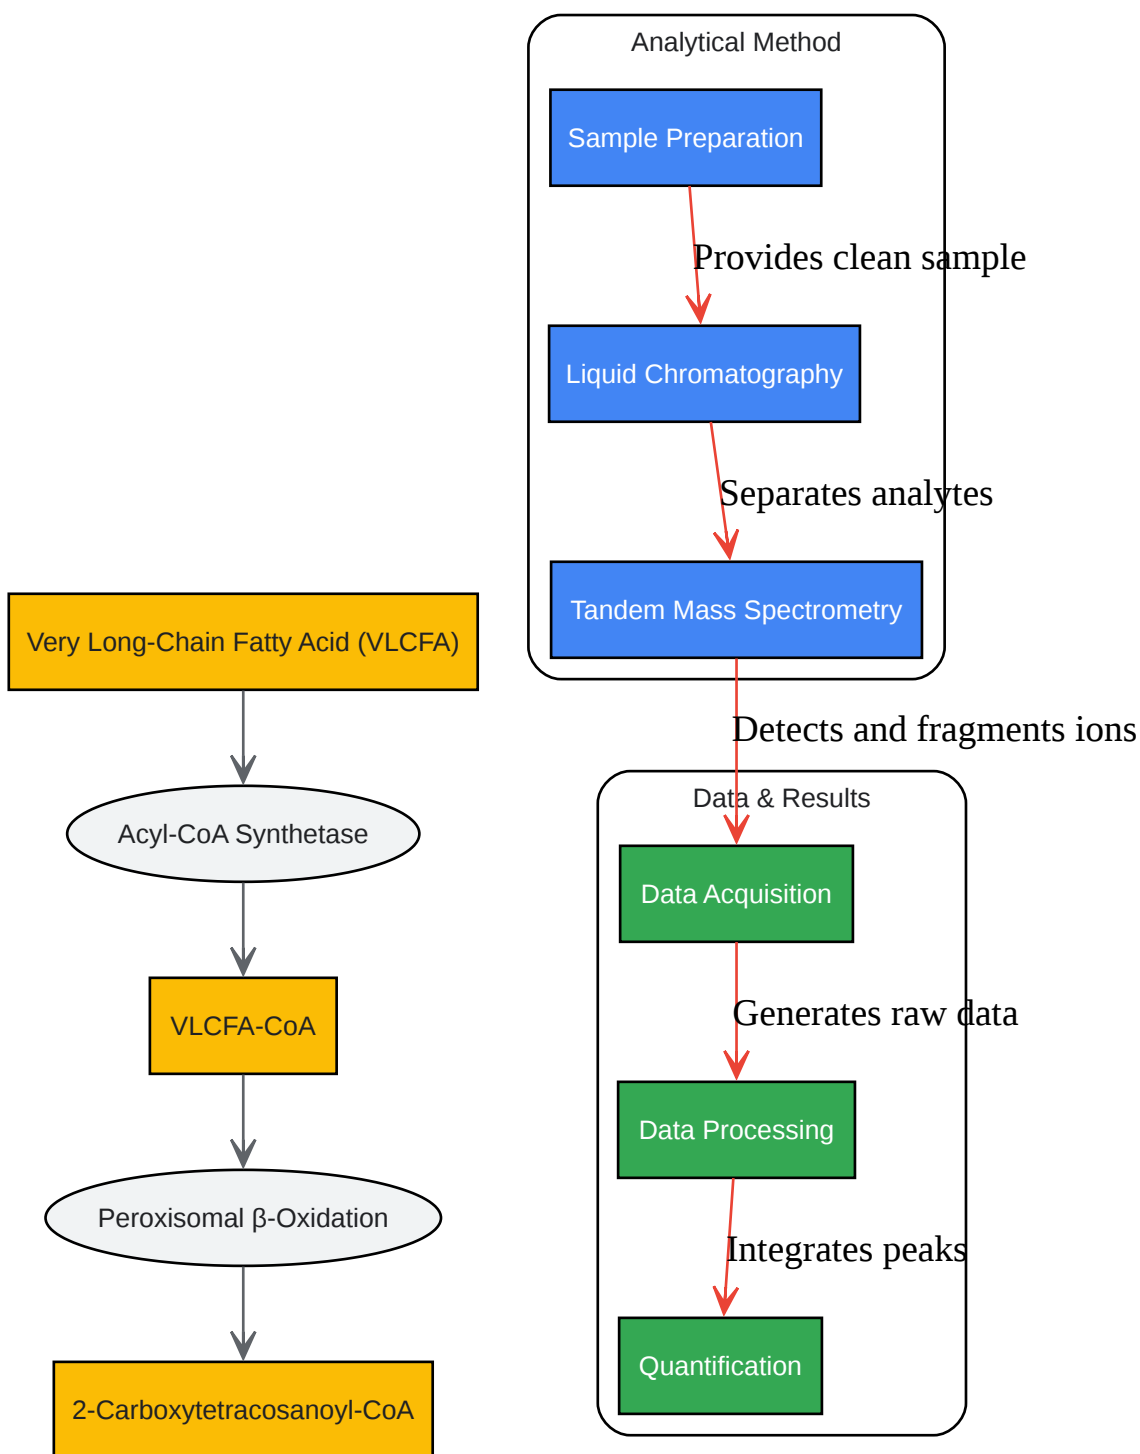 Analytical Method
Sample Preparation
Provides clean sample
Liquid Chromatography
Separates analytes
Tandem Mass Spectrometry
Detects and fragments ions
Data & Results
Data Acquisition
Generates raw data
Data Processing
Integrates peaks
Quantification
Very Long-Chain Fatty Acid (VLCFA)
Acyl-CoA Synthetase
VLCFA-CoA
Peroxisomal β-Oxidation
2-Carboxytetracosanoyl-CoA